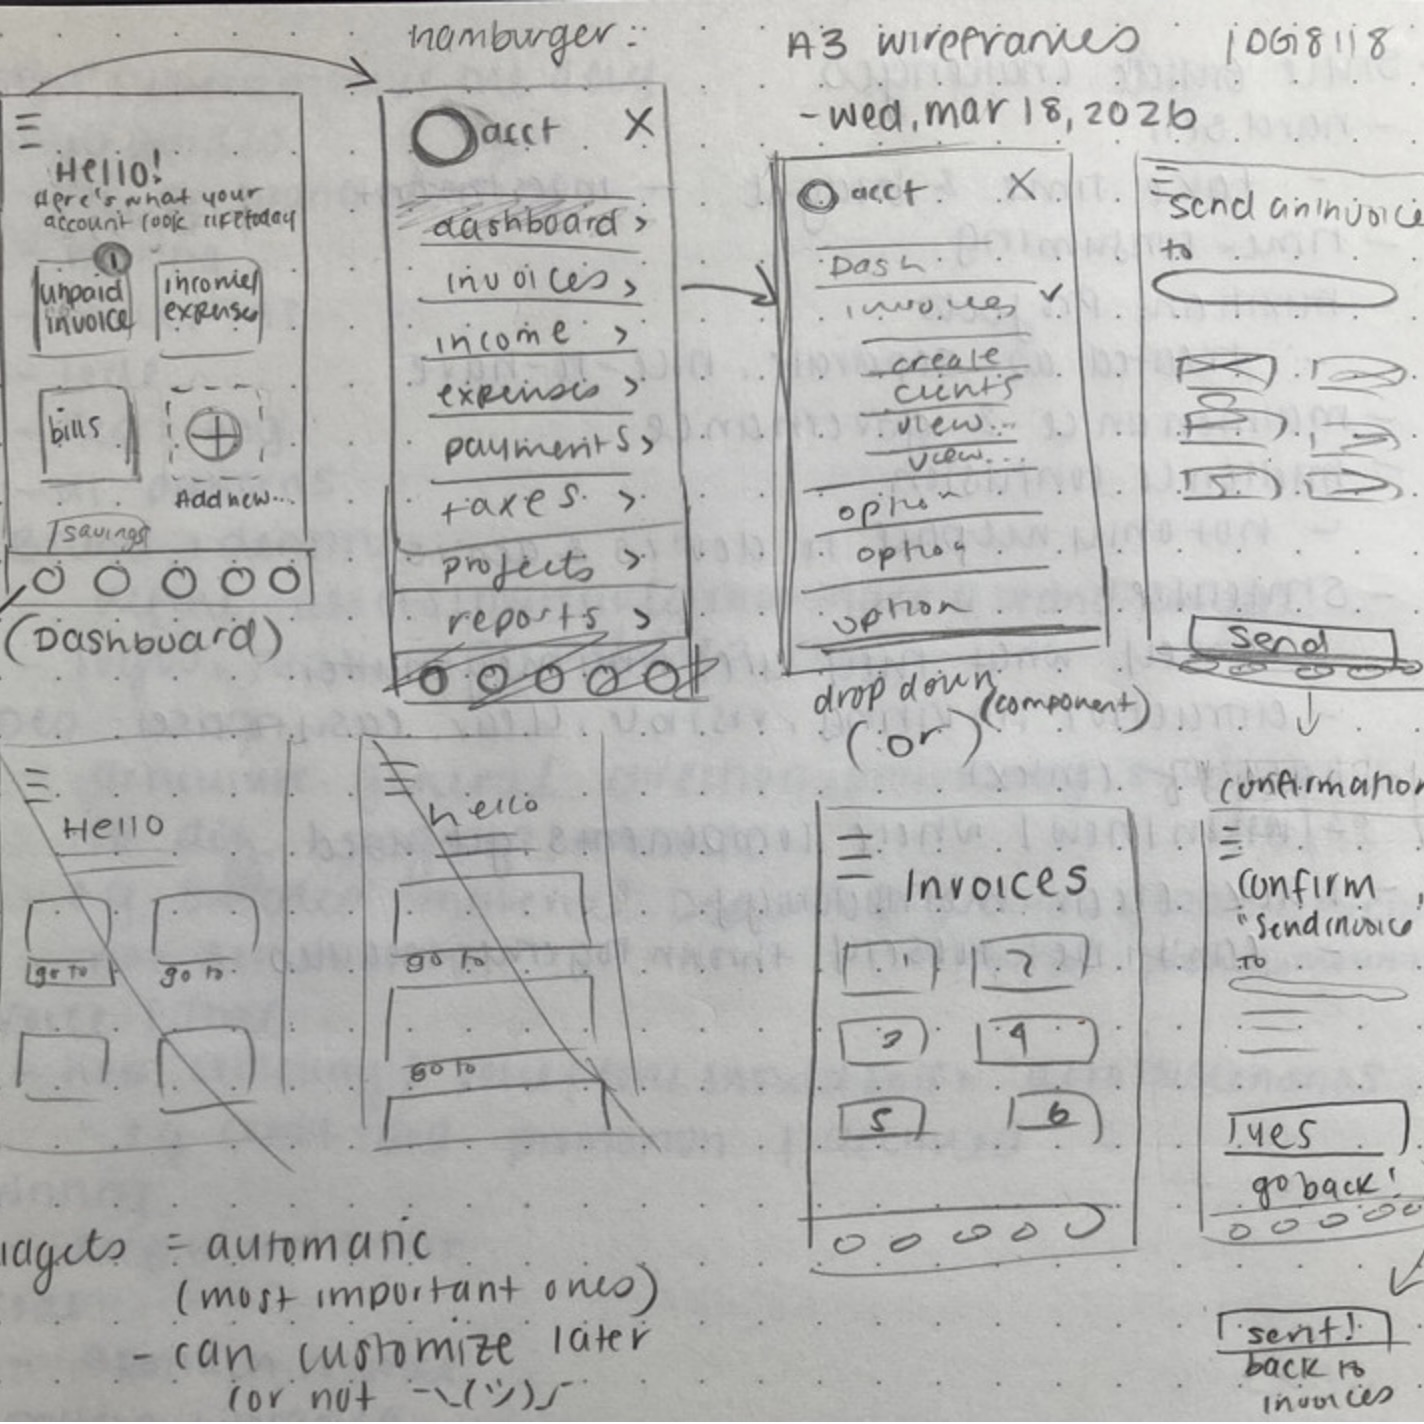 hamburger:
A3 wireframes IDGI8118
- wed, mar 18, 2026
Hello!
Here's what your
account look like today
1
unpaid
invoice
income/
expenses
bills
Add new...
savings
(Dashboard)
acct X
dashboard >
invoices >
income >
expenses >
payments >
taxes >
projects >
reports >
acct X
Dash
invoices ✓
create
clients
view...
view...
option
option
option
drop down
(component)
(or)
send an invoice
to
5
send
confirmation
Hello
go to
go to
hello
go to
go to
Invoices
1 2
3 4
5 6
confirm
"send invoice
to
yes
go back!
sent!
back to
invoices
= automatic
(most important ones)
- can customize later
(or not ¯\_(ツ)_/¯